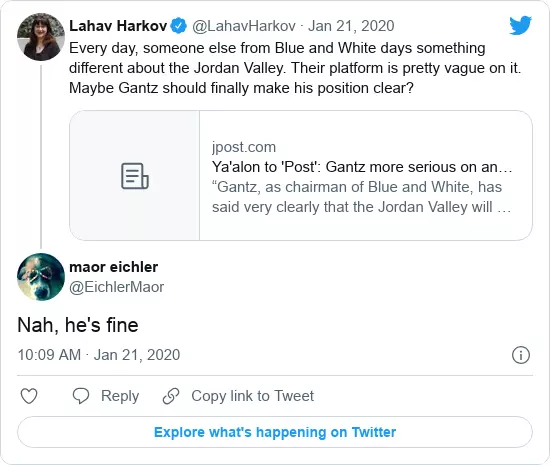 Lahav Harkov @LahavHarkov · Jan 21, 2020
Every day, someone else from Blue and White days something
different about the Jordan Valley. Their platform is pretty vague on it.
Maybe Gantz should finally make his position clear?
jpost.com
Ya'alon to 'Post': Gantz more serious on an…
“Gantz, as chairman of Blue and White, has
said very clearly that the Jordan Valley will …
maor eichler
@EichlerMaor
Nah, he's fine
10:09 AM · Jan 21, 2020
Reply Copy link to Tweet
Explore what's happening on Twitter